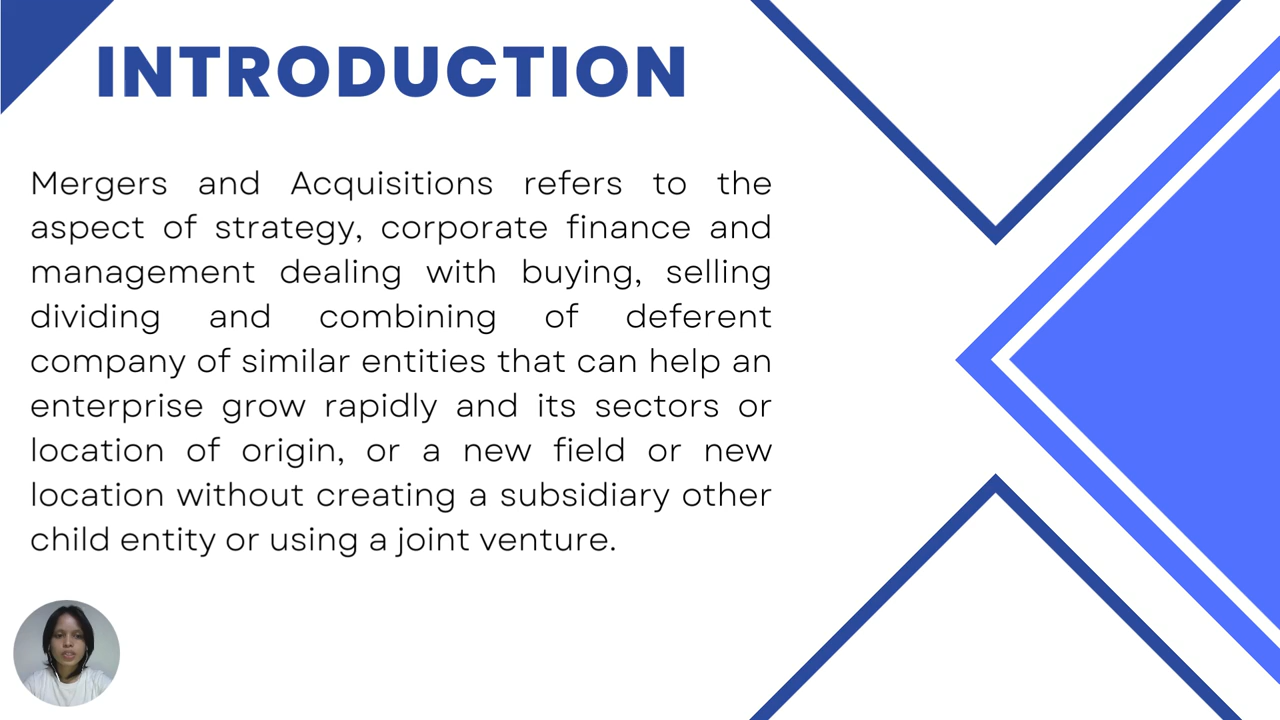 INTRODUCTION
Mergers and Acquisitions refers to the
aspect of strategy, corporate finance and
management dealing with buying, selling
dividing and combining of deferent
company of similar entities that can help an
enterprise grow rapidly and its sectors or
location of origin, or a new field or new
location without creating a subsidiary other
child entity or using a joint venture.